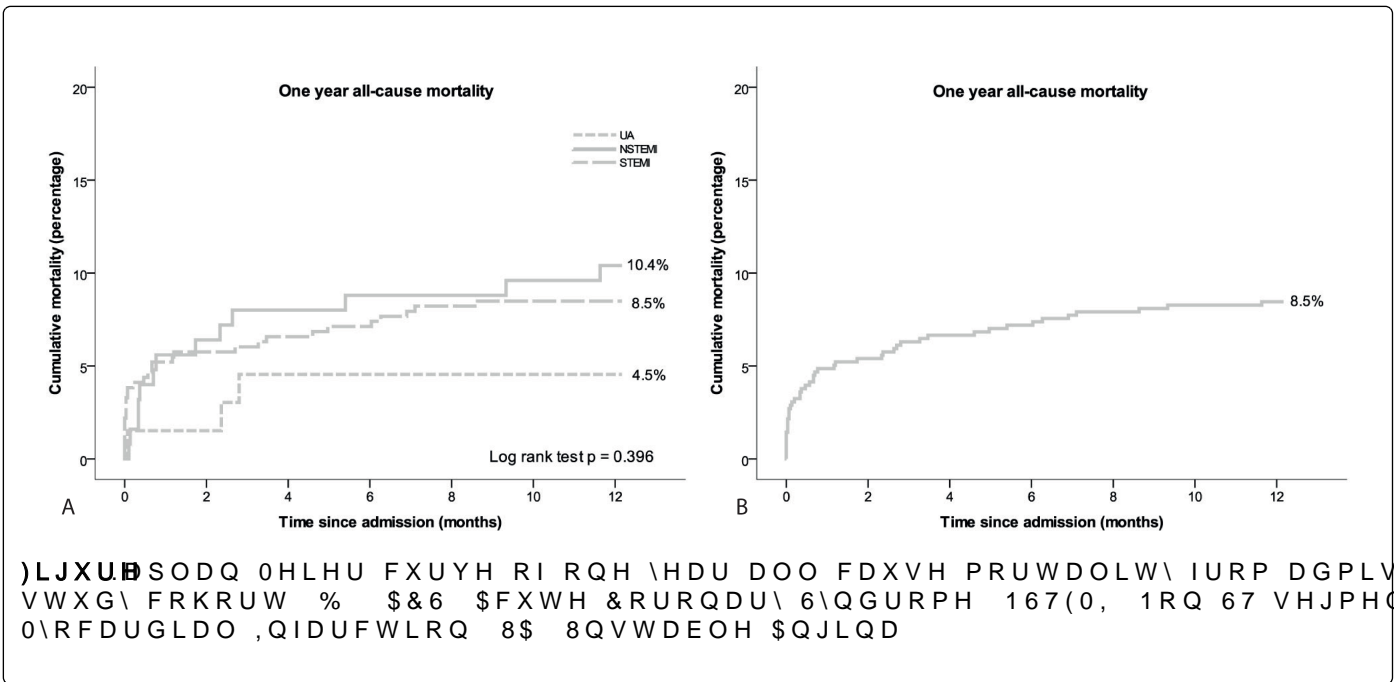 One year all-cause mortality
20
15
10
5
0
Cumulative mortality (percentage)
UA
NSTEMI
STEMI
10.4%
8.5%
4.5%
Log rank test p = 0.396
0 2 4 6 8 10 12
Time since admission (months)
A
One year all-cause mortality
20
15
10
5
0
Cumulative mortality (percentage)
8.5%
0 2 4 6 8 10 12
Time since admission (months)
B
SODQ 0HLHU FXUYH RI RQH \HDU DOO FDXVH PRUWDOLW\ IURP DGPLV
VWXG\ FRKRUW % $&6 $FXWH &RURQDU\ 6\QGURPH 167(0, 1RQ 67 VHJPH
0\RFDUGLDO ,QIDUFWLRQ 8$ 8QVWDEOH $QJLQD